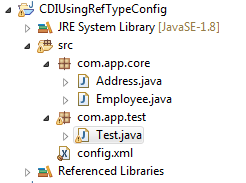 CDIUsingRefTypeConfig
JRE System Library [JavaSE-1.8]
src
com.app.core
Address.java
Employee.java
com.app.test
Test.java
config.xml
Referenced Libraries